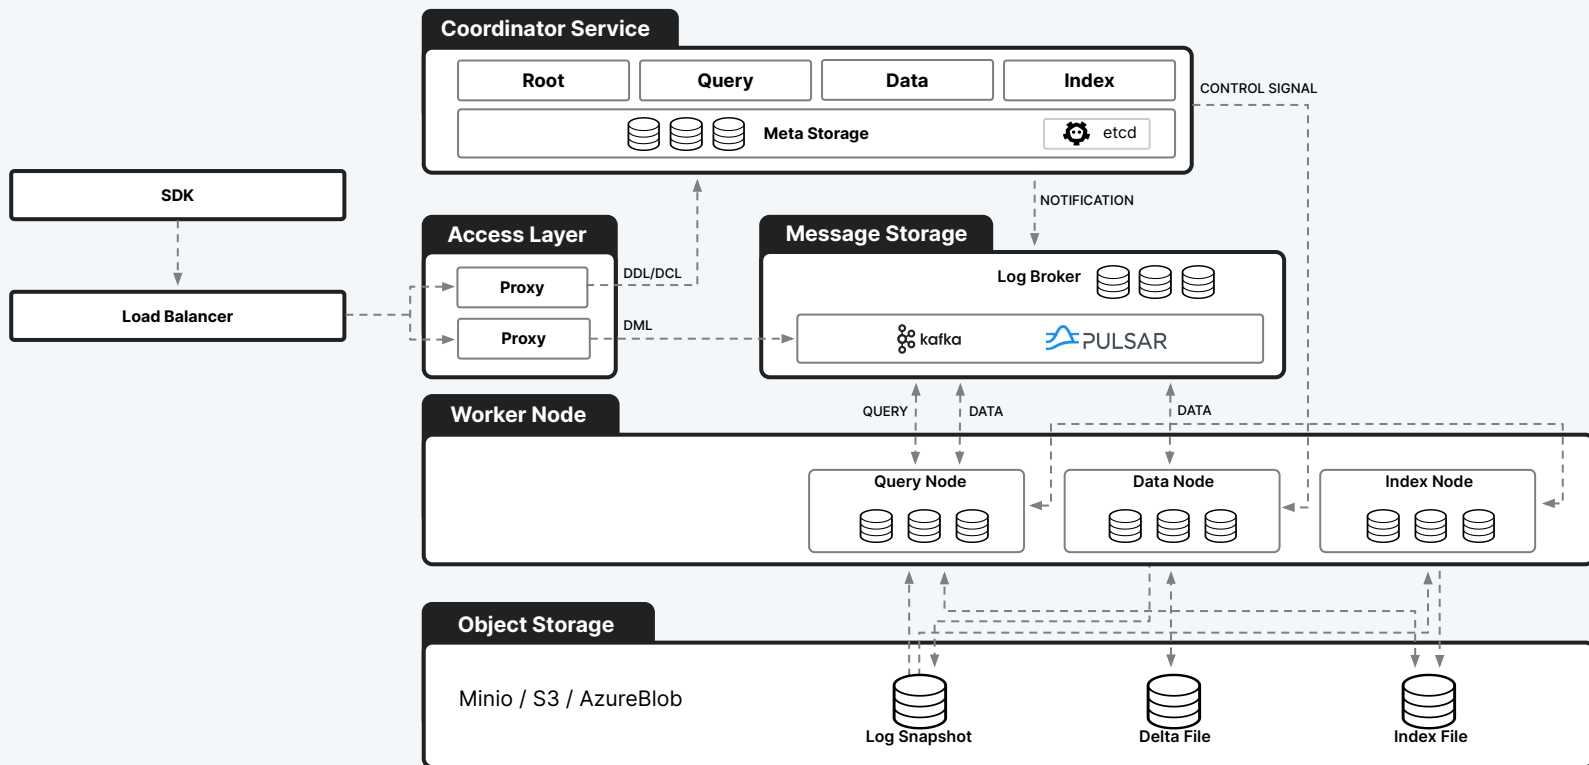 Coordinator Service
Root
Query
Data
Index
CONTROL SIGNAL
Meta Storage
etcd
SDK
NOTIFICATION
Access Layer
Message Storage
Proxy
DDL/DCL
Log Broker
Load Balancer
Proxy
DML
kafka
PULSAR
Worker Node
QUERY
DATA
DATA
Query Node
Data Node
Index Node
Object Storage
Minio / S3 / AzureBlob
Log Snapshot
Delta File
Index File